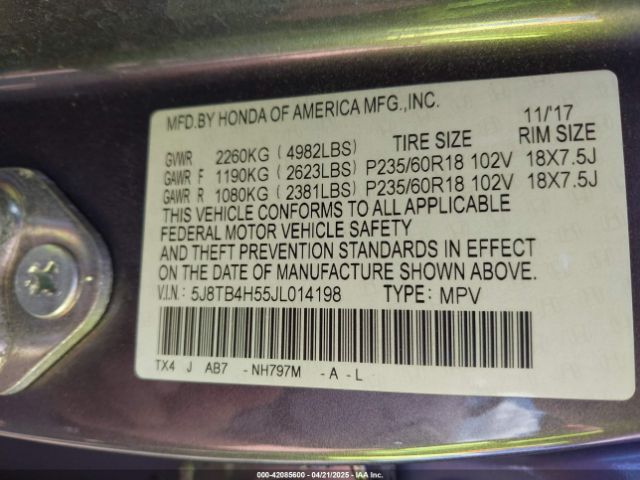 MFD.BY HONDA OF AMERICA MFG.,INC. 11/'17
TIRE SIZE RIM SIZE
GVWR 2260KG (4982LBS)
GAWR F 1190KG (2623LBS) P235/60R18 102V 18X7.5J
GAWR R 1080KG (2381LBS) P235/60R18 102V 18X7.5J
THIS VEHICLE CONFORMS TO ALL APPLICABLE
FEDERAL MOTOR VEHICLE SAFETY
AND THEFT PREVENTION STANDARDS IN EFFECT
ON THE DATE OF MANUFACTURE SHOWN ABOVE.
V.I.N.: 5J8TB4H55JL014198 TYPE: MPV
TX4 J AB7 -NH797M -A-L
000-42085600 - 04/21/2025 - IAA Inc.